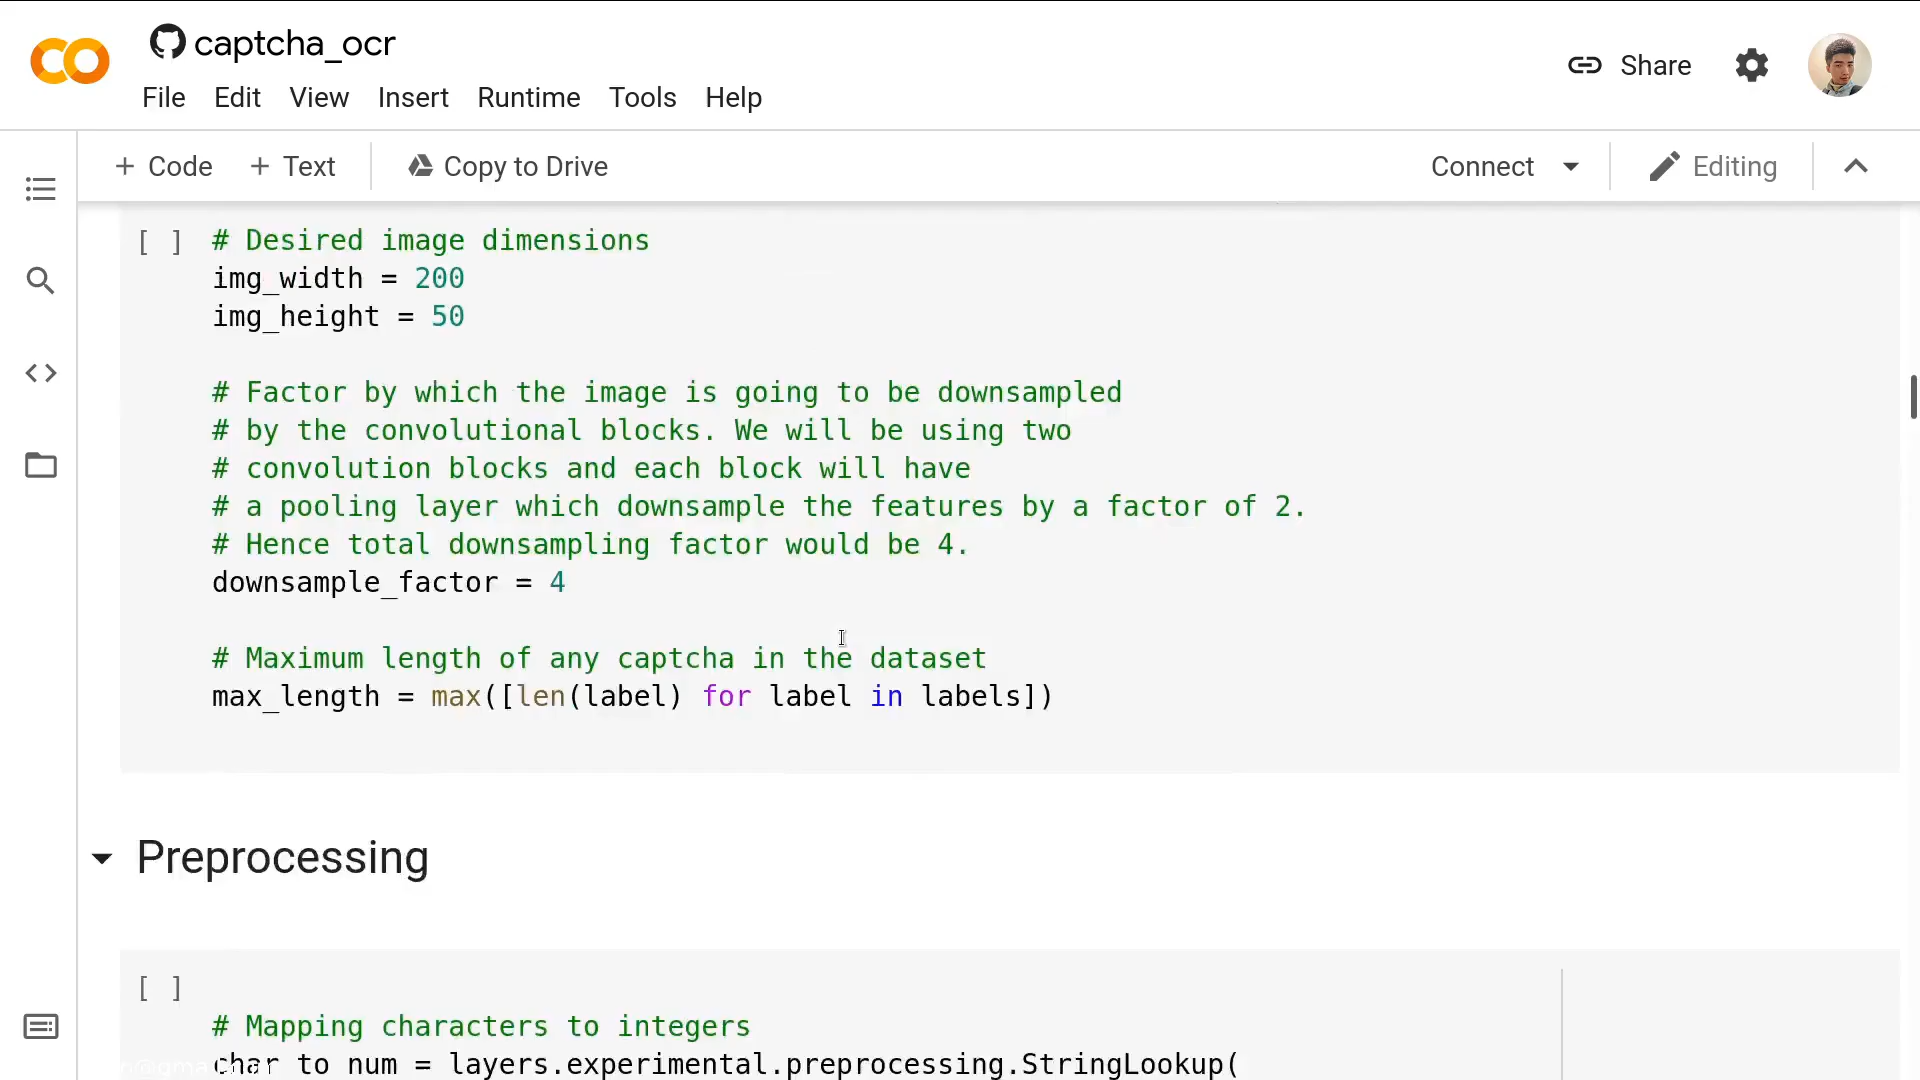 captcha_ocr
File Edit View Insert Runtime Tools Help
Share
+ Code + Text Copy to Drive
Connect
Editing
[ ] # Desired image dimensions
img_width = 200
img_height = 50
# Factor by which the image is going to be downsampled
# by the convolutional blocks. We will be using two
# convolution blocks and each block will have
# a pooling layer which downsample the features by a factor of 2.
# Hence total downsampling factor would be 4.
downsample_factor = 4
# Maximum length of any captcha in the dataset
max_length = max([len(label) for label in labels])
Preprocessing
[ ]
# Mapping characters to integers
char_to_num = layers.experimental.preprocessing.StringLookup(